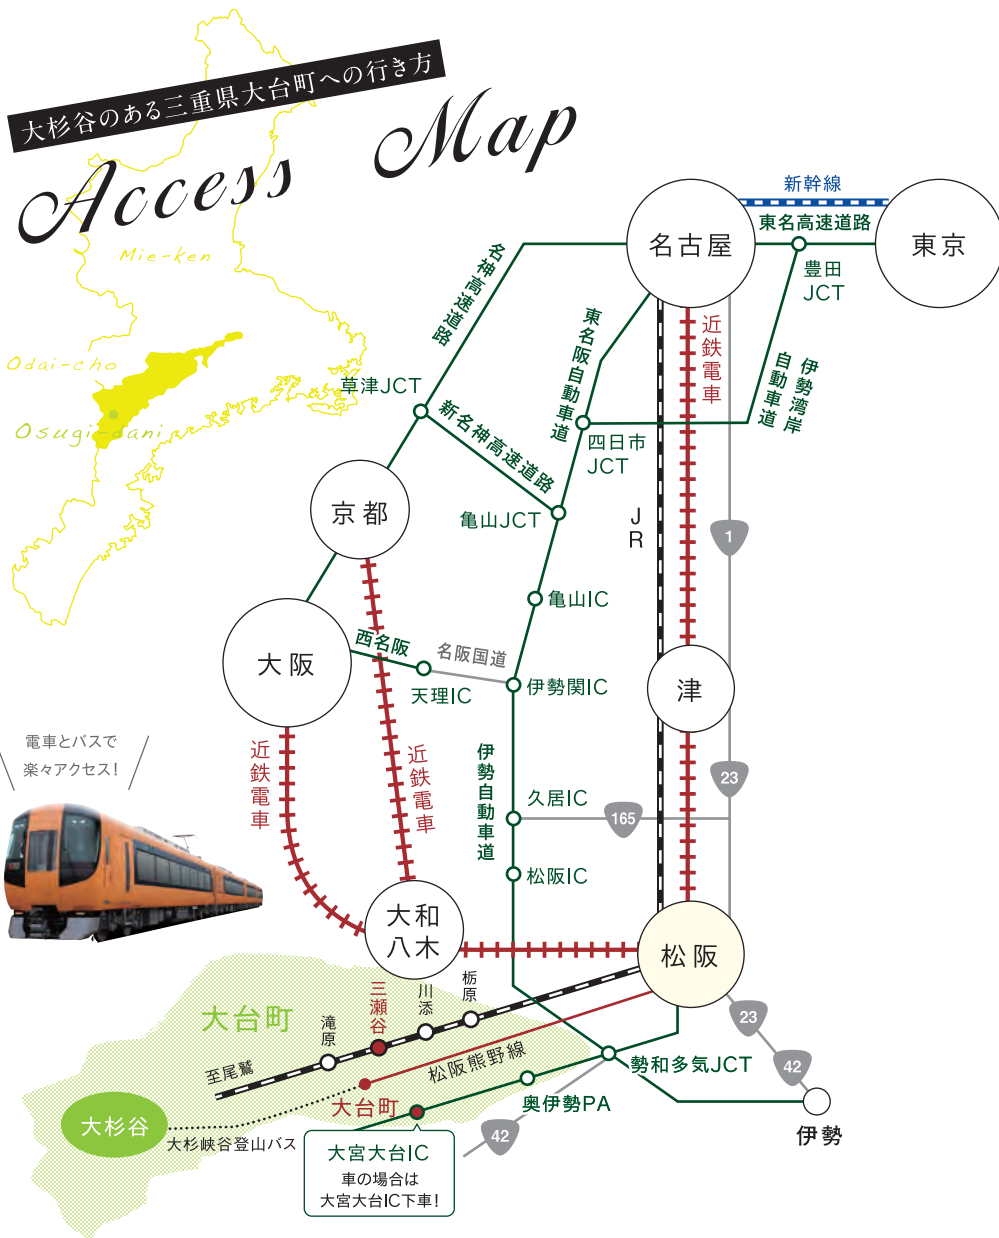 大杉谷のある三重県大台町への行き方
Access Map
Mie-ken
Odai-cho
Osugi-dani
新幹線
東名高速道路
名古屋
東京
豊田
JCT
名神高速道路
東名阪自動車道
近鉄電車
伊勢湾岸
自動車道
草津JCT
新名神高速道路
四日市
JCT
京都
亀山JCT
JR
1
亀山IC
大阪
西名阪
名阪国道
天理IC
伊勢関IC
津
電車とバスで
楽々アクセス!
近鉄電車
近鉄電車
伊勢自動車道
久居IC
165
23
松阪IC
大和
八木
松阪
大台町
滝原
三瀬谷
川添
栃原
至尾鷲
松阪熊野線
勢和多気JCT
23
42
大台町
奥伊勢PA
伊勢
大杉谷
大杉峡谷登山バス
42
大宮大台IC
車の場合は
大宮大台IC下車!